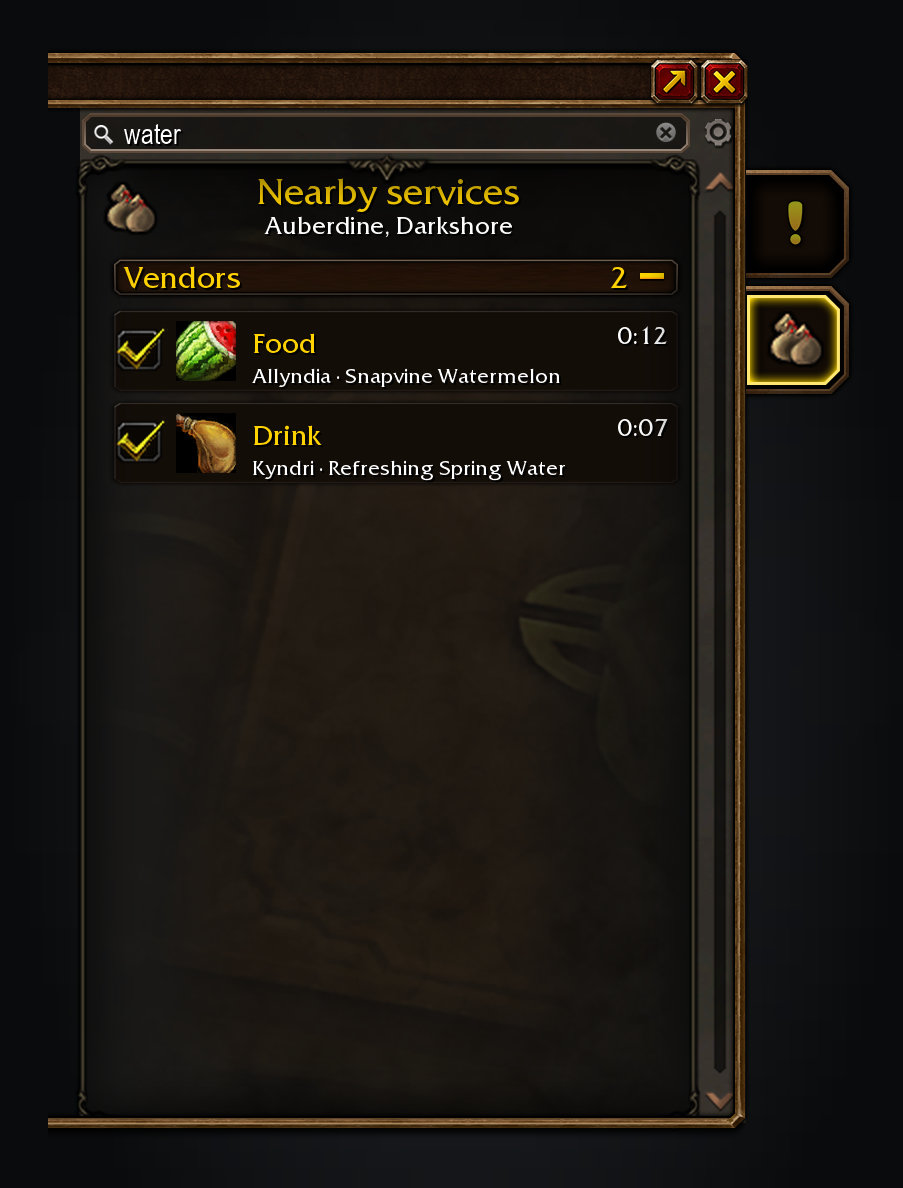 water
Nearby services
Auberdine, Darkshore
Vendors 2
Food 0:12
Allyndia · Snapvine Watermelon
Drink 0:07
Kyndri · Refreshing Spring Water